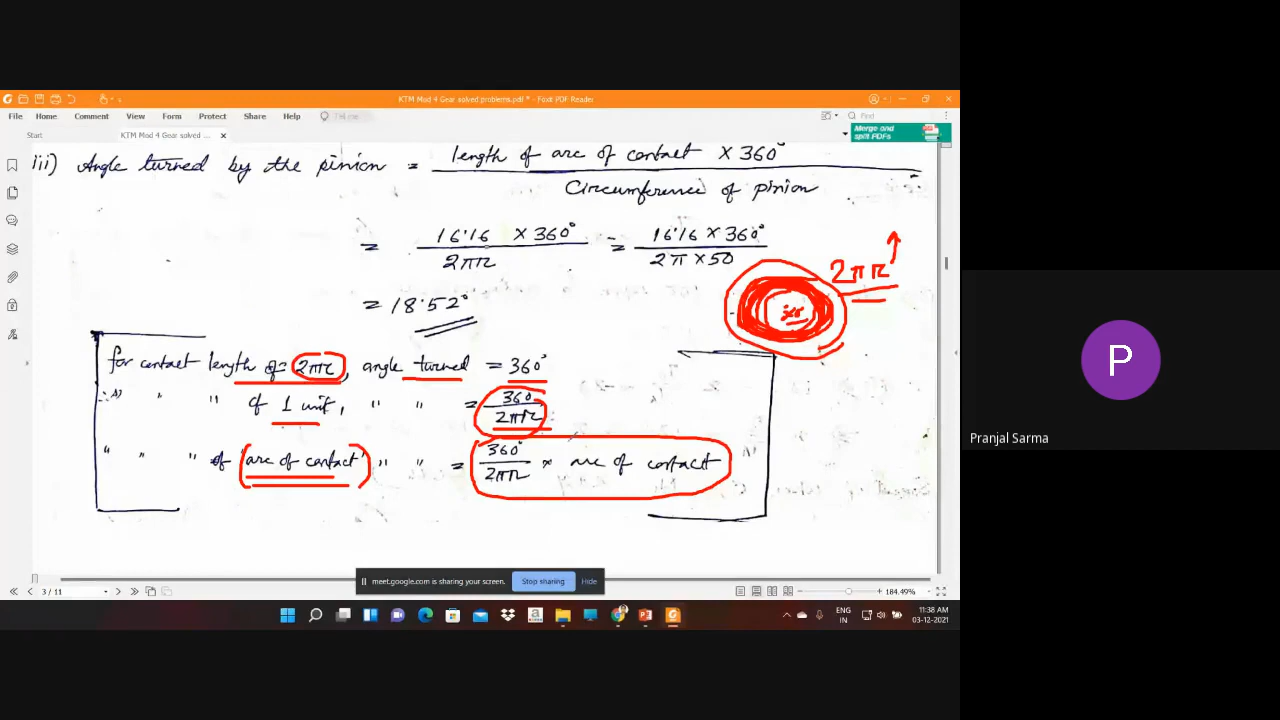 KTM Mod 4 Gear solved problems.pdf * - Foxit PDF Reader
File Home Comment View Form Protect Share Help Tell me Find
Start KTM Mod 4 Gear solved ...
Merge and
split PDFs
iii) Angle turned by the pinion = length of arc of contact × 360°
Circumference of pinion
= 16.16 × 360° = 16.16 × 360°
2πr 2π × 50
2πr
= 18.52°
for contact length of 2πr, angle turned = 360°
" " " of 1 unit, " " = 360
2πr
" " " of "arc of contact" " " = 360° × arc of contact
2πr
Pranjal Sarma
P
meet.google.com is sharing your screen. Stop sharing Hide
3 / 11 184.49%
ENG 11:38 AM
IN 03-12-2021